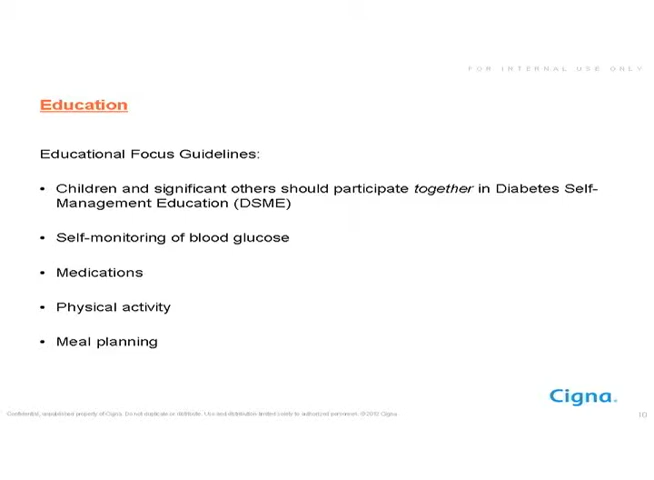 FOR INTERNAL USE ONLY
Education
Educational Focus Guidelines:
• Children and significant others should participate together in Diabetes Self-
Management Education (DSME)
• Self-monitoring of blood glucose
• Medications
• Physical activity
• Meal planning
Cigna.
Confidential, unpublished property of Cigna. Do not duplicate or distribute. Use and distribution limited solely to authorized personnel. © 2012 Cigna
10